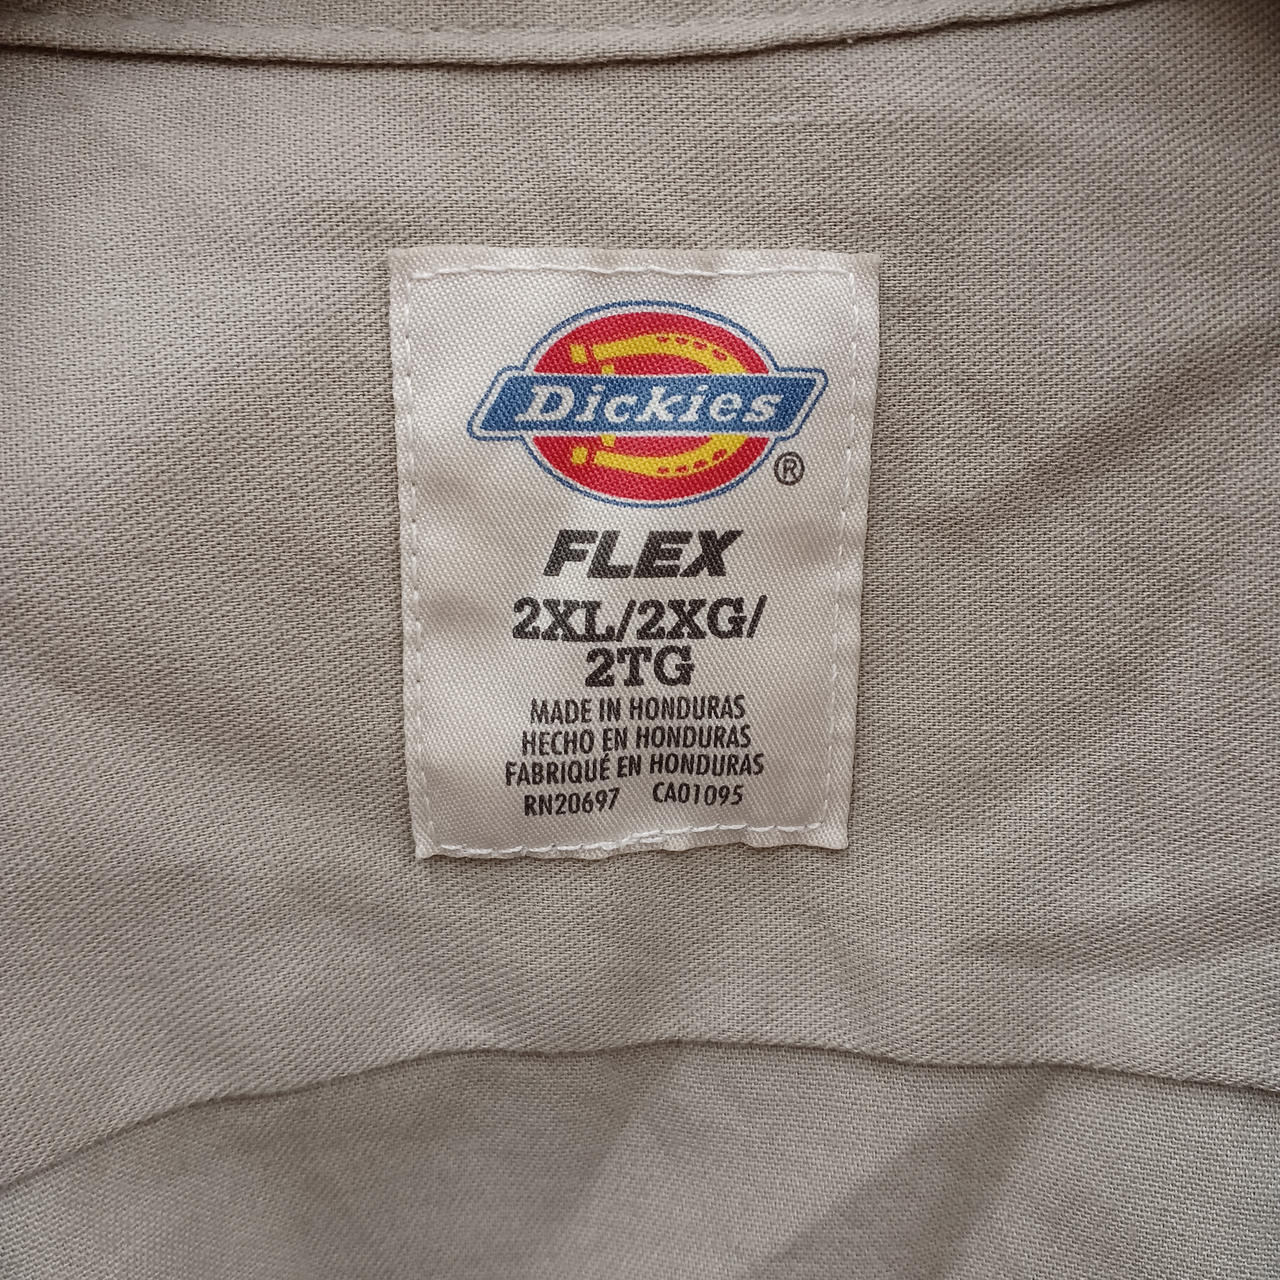 Dickies
®
FLEX
2XL/2XG/
2TG
MADE IN HONDURAS
HECHO EN HONDURAS
FABRIQUÉ EN HONDURAS
RN20697 CA01095